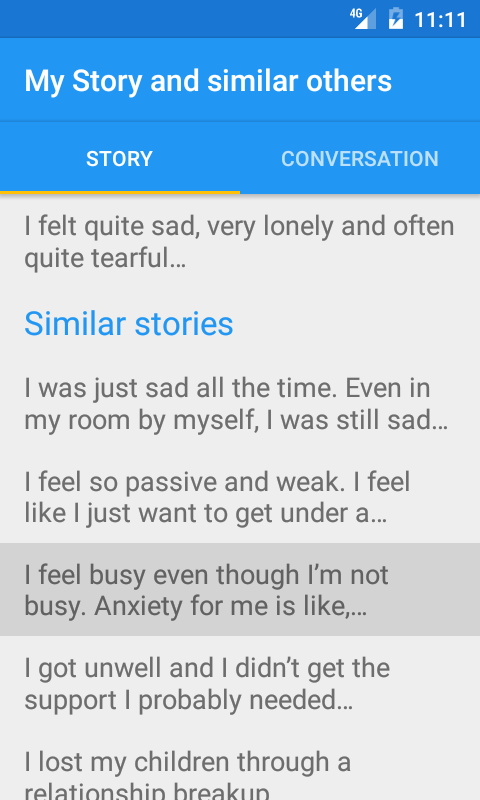 4G 11:11
My Story and similar others
STORY CONVERSATION
I felt quite sad, very lonely and often
quite tearful…
Similar stories
I was just sad all the time. Even in
my room by myself, I was still sad…
I feel so passive and weak. I feel
like I just want to get under a…
I feel busy even though I’m not
busy. Anxiety for me is like,…
I got unwell and I didn’t get the
support I probably needed…
I lost my children through a
relationship breakup